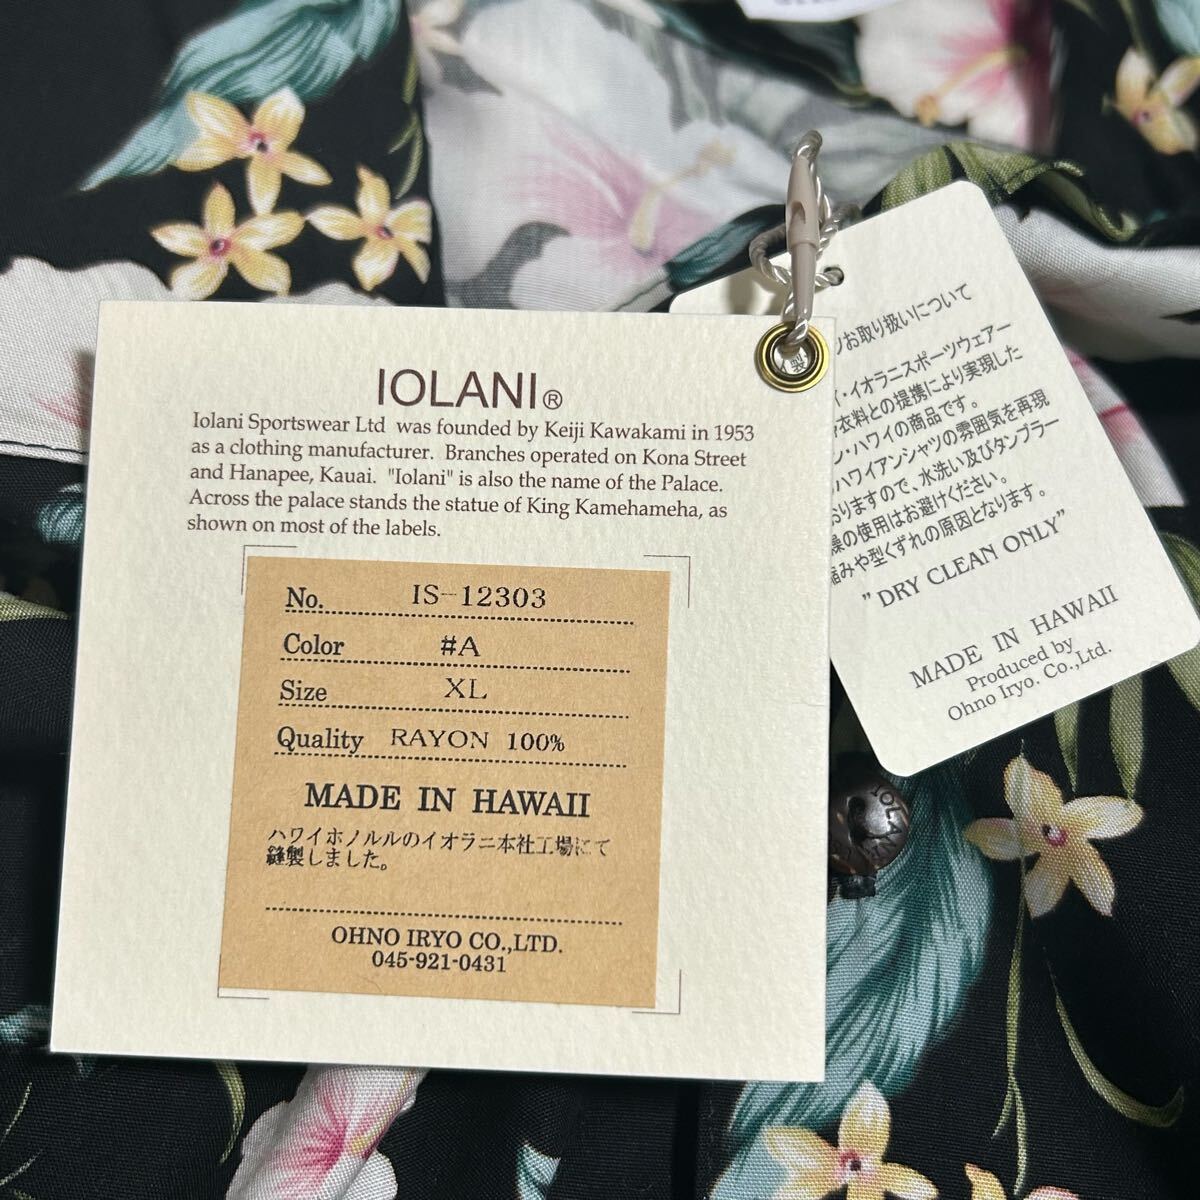 IOLANI®
Iolani Sportswear Ltd was founded by Keiji Kawakami in 1953
as a clothing manufacturer. Branches operated on Kona Street
and Hanapee, Kauai. "Iolani" is also the name of the Palace.
Across the palace stands the statue of King Kamehameha, as
shown on most of the labels.
No. IS-12303
Color #A
Size XL
Quality RAYON 100%
MADE IN HAWAII
ハワイホノルルのイオラニ本社工場にて
縫製しました。
OHNO IRYO CO.,LTD.
045-921-0431
お取り扱いについて
イ・イオラニスポーツウェアー
衣料との提携により実現した
ン・ハワイの商品です。
ハワイアンシャツの雰囲気を再現
おりますので、水洗い及びタンブラー
燥の使用はお避けください。
縮みや型くずれの原因となります。
"DRY CLEAN ONLY"
MADE IN HAWAII
Produced by
Ohno Iryo. Co.,Ltd.
IOLANI